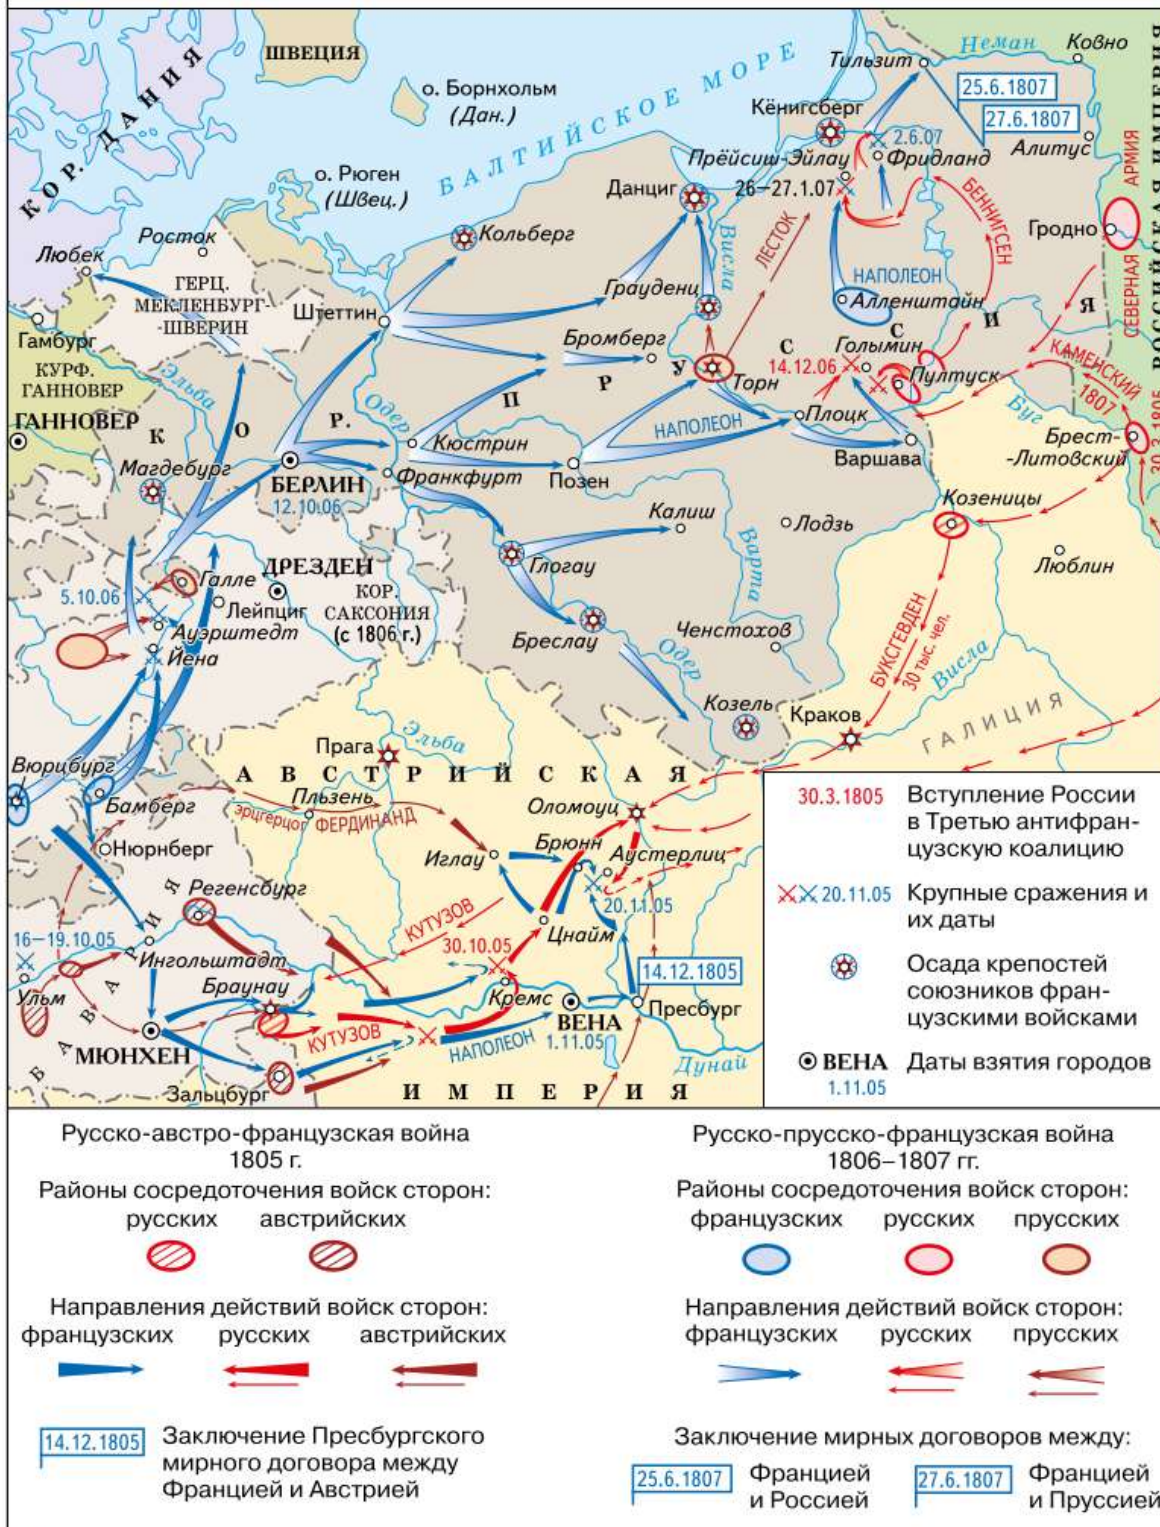 ШВЕЦИЯ
КОР. ДАНИЯ
о. Борнхольм
(Дан.)
БАЛТИЙСКОЕ МОРЕ
о. Рюген
(Швец.)
Неман
Ковно
Тильзит
25.6.1807
27.6.1807
Кёнигсберг
2.6.07
Алитус
Прёйсиш-Эйлау
Фридланд
26–27.1.07
АРМИЯ
СЕВЕРНАЯ
РОССИЙСКАЯ ИМПЕРИЯ
30.3.1805
Данциг
Гродно
БЕННИГСЕН
ЛЕСТОК
Висла
Кольберг
Росток
Любек
ГЕРЦ.
МЕКЛЕНБУРГ-
-ШВЕРИН
Штеттин
Грауденц
НАПОЛЕОН
Алленштайн
Гамбург
КУРФ.
ГАННОВЕР
ГАННОВЕР
Эльба
Бромберг
Голымин
14.12.06
Пултуск
КАМЕНСКИЙ
1807
Торн
КОР. ПРУССИЯ
Одер
Плоцк
НАПОЛЕОН
Буг
Кюстрин
Магдебург
БЕРЛИН
12.10.06
Франкфурт
Позен
Варшава
Брест-
-Литовский
Козеницы
Калиш
Лодзь
Люблин
Варта
Глогау
ДРЕЗДЕН
Галле
5.10.06
Лейпциг
КОР.
САКСОНИЯ
(с 1806 г.)
Ауэрштедт
Йена
Бреслау
Ченстохов
Одер
БУКСГЕВДЕН
30 тыс. чел.
Висла
Козель
Краков
ГАЛИЦИЯ
Прага
Эльба
Вюрцбург
Бамберг
АВСТРИЙСКАЯ
Пльзень
эрцгерцог ФЕРДИНАНД
Оломоуц
Нюрнберг
Иглау
Брюнн
Аустерлиц
Регенсбург
КУТУЗОВ
20.11.05
16–19.10.05
30.10.05
Цнайм
Ингольштадт
14.12.1805
Ульм
Браунау
Кремс
КУТУЗОВ
ВЕНА
Пресбург
БАВАРИЯ
МЮНХЕН
НАПОЛЕОН
1.11.05
Дунай
Зальцбург
ИМПЕРИЯ
30.3.1805 Вступление России
в Третью антифран-
цузскую коалицию
20.11.05 Крупные сражения и
их даты
Осада крепостей
союзников фран-
цузскими войсками
ВЕНА Даты взятия городов
1.11.05
Русско-австро-французская война
1805 г.
Районы сосредоточения войск сторон:
русских австрийских
Направления действий войск сторон:
французских русских австрийских
14.12.1805 Заключение Пресбургского
мирного договора между
Францией и Австрией
Русско-прусско-французская война
1806–1807 гг.
Районы сосредоточения войск сторон:
французских русских прусских
Направления действий войск сторон:
французских русских прусских
Заключение мирных договоров между:
25.6.1807 Францией
и Россией
27.6.1807 Францией
и Пруссией